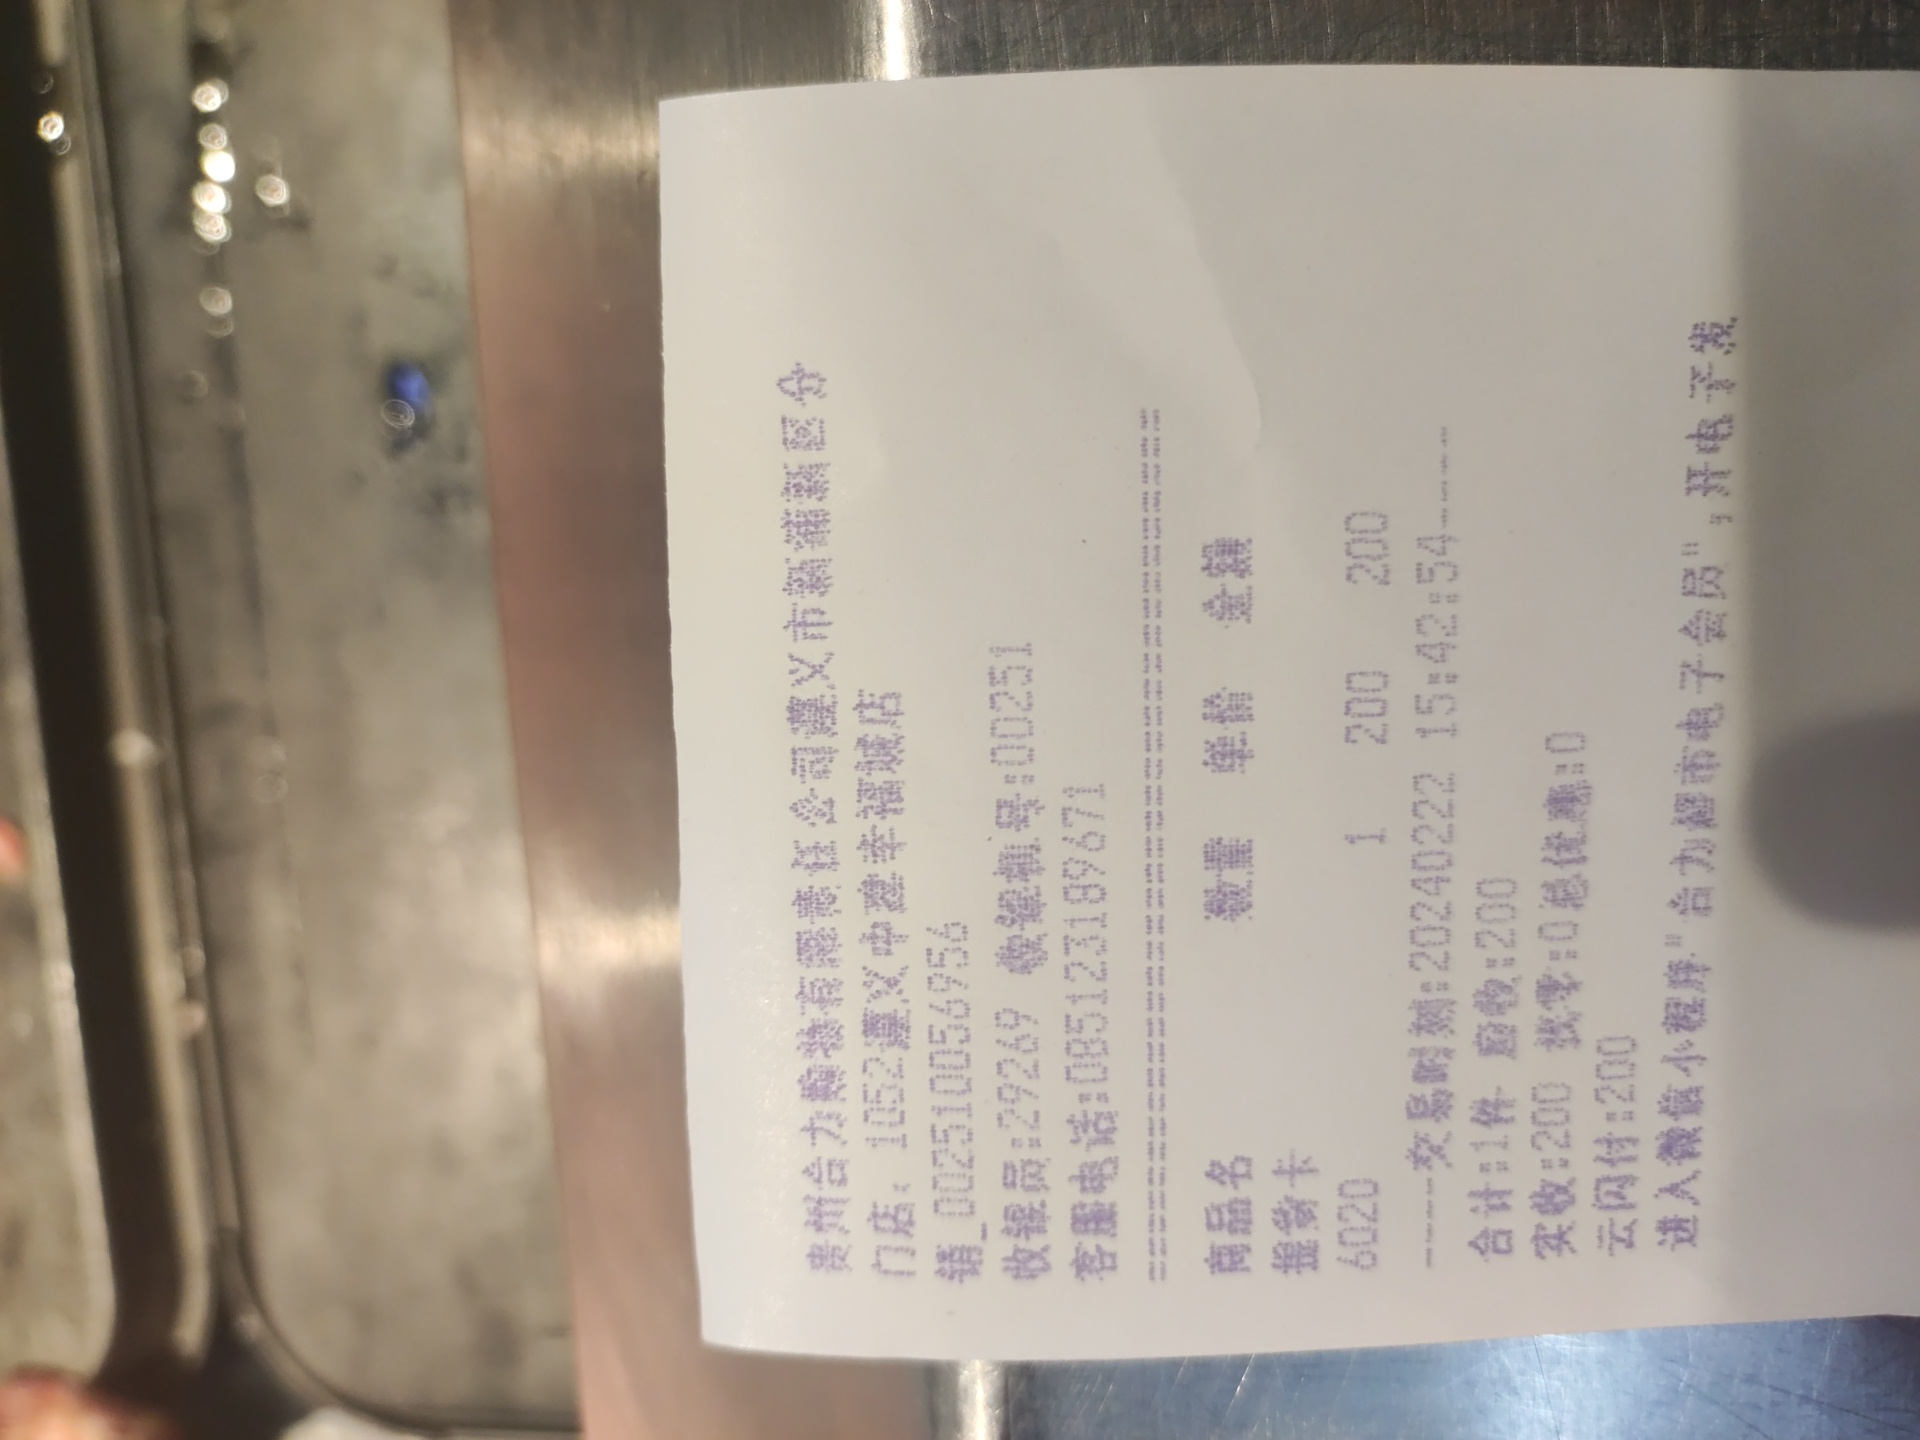 贵州合力购物有限责任公司遵义市新蒲新区分
门店: 1052遵义中建幸福城店
销_002510056956
收银员:29269 收银机号:00251
客服电话:085123189671
==========================================
商品名 数量 单价 金额
提货卡
6020 1 200 200
----交易时刻:20240222 15:42:54----
合计:1件 应收:200
实收:200 找零:0总优惠:0
云闪付:200
进入微信小程序"合力超市电子会员",开电子发